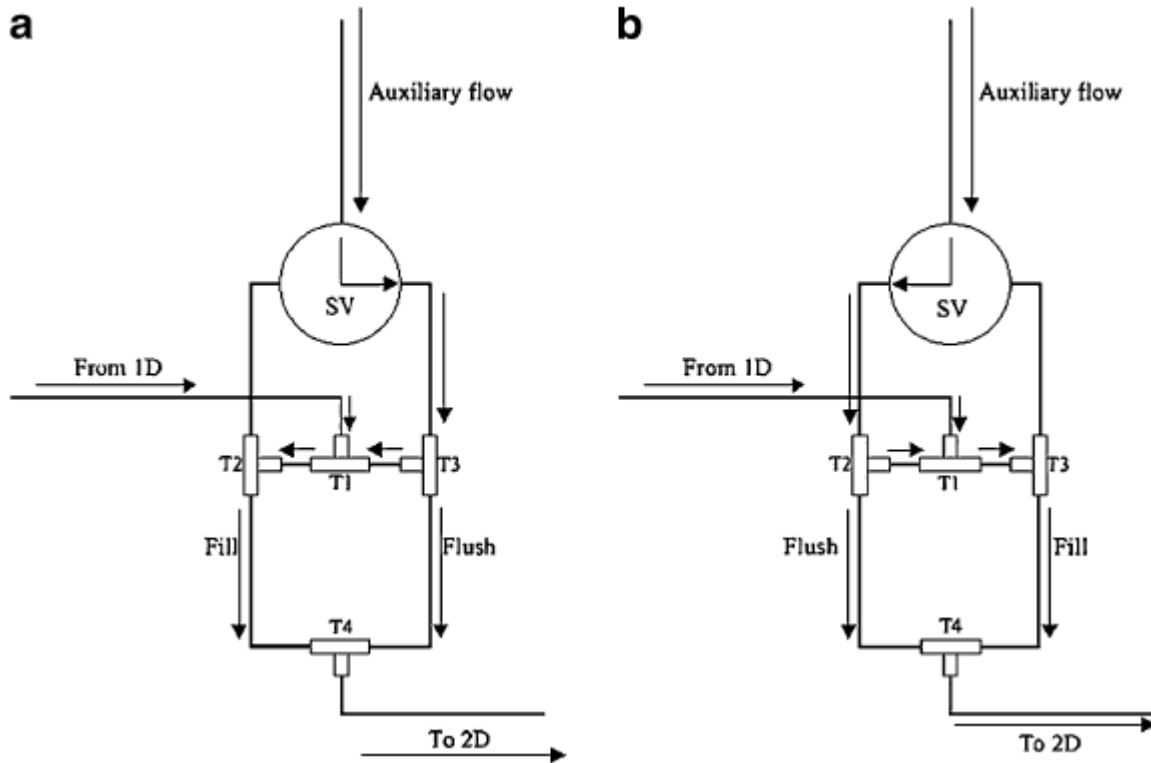 a
Auxiliary flow
SV
From 1D
T2
T1
T3
Fill
Flush
T4
To 2D
b
Auxiliary flow
SV
From 1D
T2
T1
T3
Flush
Fill
T4
To 2D